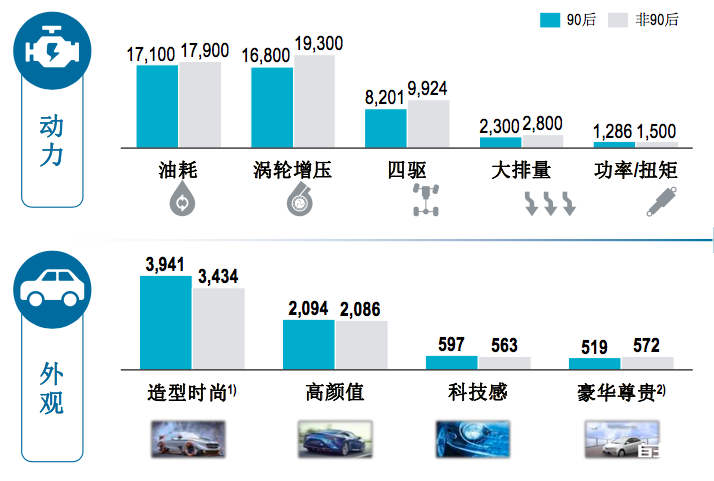 90后 非90后
动力
17,100 17,900 16,800 19,300 8,201 9,924 2,300 2,800 1,286 1,500
油耗 涡轮增压 四驱 大排量 功率/扭矩
外观
3,941 3,434 2,094 2,086 597 563 519 572
造型时尚1) 高颜值 科技感 豪华尊贵2)